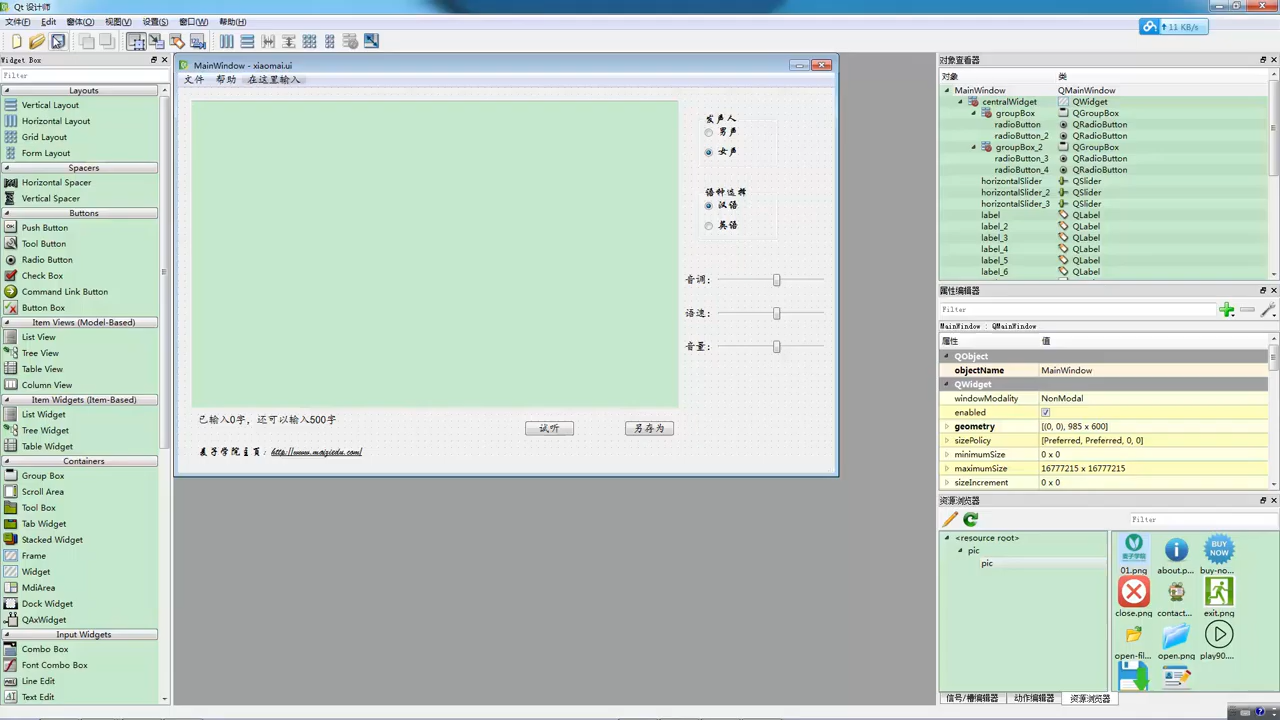 Qt 设计师
文件(F) Edit 窗体(O) 视图(V) 设置(S) 窗口(W) 帮助(H)
↑ 11 KB/s
Widget Box
Filter
Layouts
Vertical Layout
Horizontal Layout
Grid Layout
Form Layout
Spacers
Horizontal Spacer
Vertical Spacer
Buttons
Push Button
Tool Button
Radio Button
Check Box
Command Link Button
Button Box
Item Views (Model-Based)
List View
Tree View
Table View
Column View
Item Widgets (Item-Based)
List Widget
Tree Widget
Table Widget
Containers
Group Box
Scroll Area
Tool Box
Tab Widget
Stacked Widget
Frame
Widget
MdiArea
Dock Widget
QAxWidget
Input Widgets
Combo Box
Font Combo Box
Line Edit
Text Edit
MainWindow - xiaomai.ui
文件 帮助 在这里输入
发声人
男声
女声
语种选择
汉语
英语
音调：
语速：
音量：
已输入0字，还可以输入500字
试听 另存为
麦子学院主页：http://www.maiziedu.com/
对象查看器
对象 类
MainWindow QMainWindow
centralWidget QWidget
groupBox QGroupBox
radioButton QRadioButton
radioButton_2 QRadioButton
groupBox_2 QGroupBox
radioButton_3 QRadioButton
radioButton_4 QRadioButton
horizontalSlider QSlider
horizontalSlider_2 QSlider
horizontalSlider_3 QSlider
label QLabel
label_2 QLabel
label_3 QLabel
label_4 QLabel
label_5 QLabel
label_6 QLabel
属性编辑器
Filter
MainWindow : QMainWindow
属性 值
QObject
objectName MainWindow
QWidget
windowModality NonModal
enabled
geometry [(0, 0), 985 x 600]
sizePolicy [Preferred, Preferred, 0, 0]
minimumSize 0 x 0
maximumSize 16777215 x 16777215
sizeIncrement 0 x 0
资源浏览器
Filter
<resource root>
pic
pic
麦子学院
BUY NOW
01.png about.p... buy-no...
close.png contact... exit.png
open-fil... open.png play90...
信号/槽编辑器 动作编辑器 资源浏览器